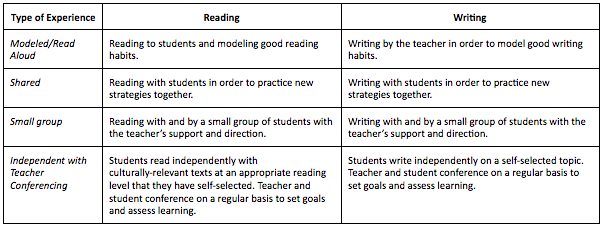 Type of Experience
Reading
Writing
Modeled/Read
Aloud
Reading to students and modeling good reading
habits.
Writing by the teacher in order to model good writing
habits.
Shared
Reading with students in order to practice new
strategies together.
Writing with students in order to practice new
strategies together.
Small group
Reading with and by a small group of students with
the teacher's support and direction.
Writing with and by a small group of students with the
teacher's support and direction.
Independent with
Teacher
Conferencing
Students read independently with
culturally-relevant texts at an appropriate reading
level that they have self-selected. Teacher and
student conference on a regular basis to set goals
and assess learning.
Students write independently on a self-selected topic.
Teacher and student conference on a regular basis to
set goals and assess learning.